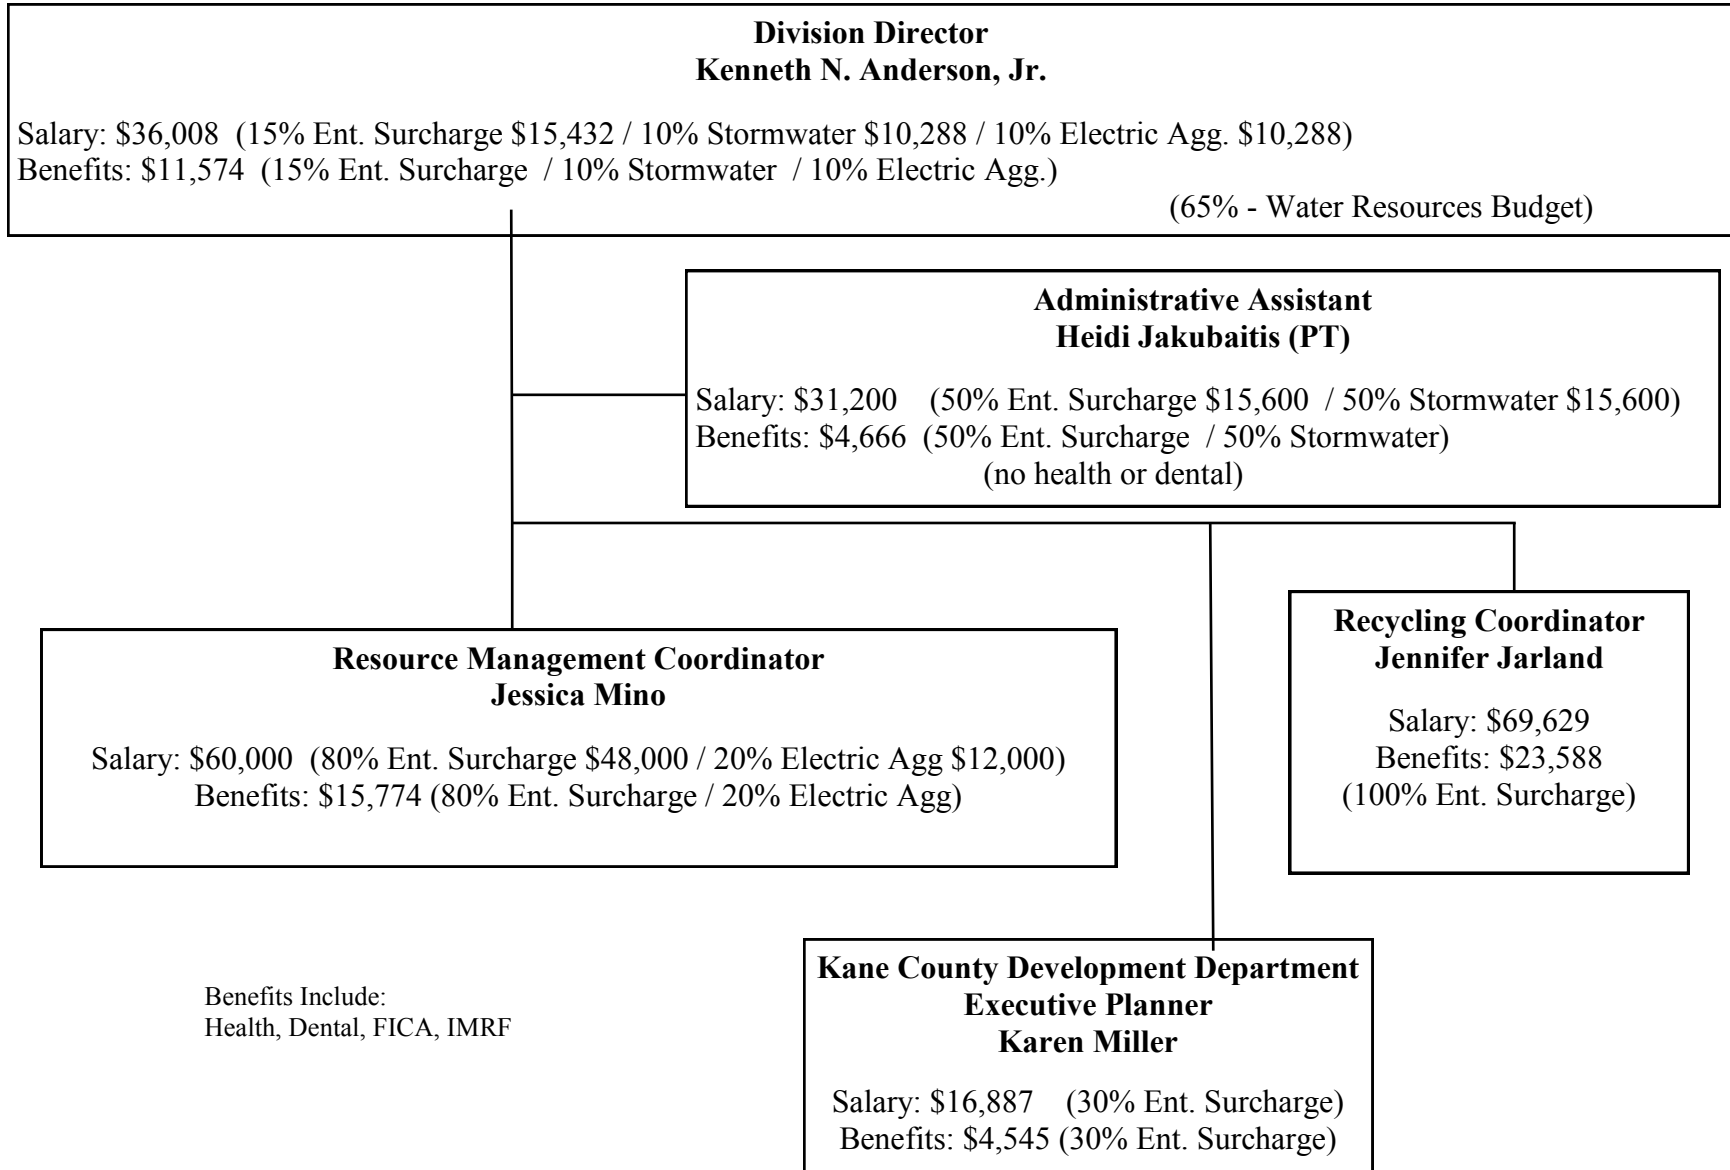 Division Director
Kenneth N. Anderson, Jr.
Salary: $36,008 (15% Ent. Surcharge $15,432 / 10% Stormwater $10,288 / 10% Electric Agg. $10,288)
Benefits: $11,574 (15% Ent. Surcharge / 10% Stormwater / 10% Electric Agg.)
(65% - Water Resources Budget)
Administrative Assistant
Heidi Jakubaitis (PT)
Salary: $31,200 (50% Ent. Surcharge $15,600 / 50% Stormwater $15,600)
Benefits: $4,666 (50% Ent. Surcharge / 50% Stormwater)
(no health or dental)
Resource Management Coordinator
Jessica Mino
Salary: $60,000 (80% Ent. Surcharge $48,000 / 20% Electric Agg $12,000)
Benefits: $15,774 (80% Ent. Surcharge / 20% Electric Agg)
Recycling Coordinator
Jennifer Jarland
Salary: $69,629
Benefits: $23,588
(100% Ent. Surcharge)
Kane County Development Department
Executive Planner
Karen Miller
Salary: $16,887 (30% Ent. Surcharge)
Benefits: $4,545 (30% Ent. Surcharge)
Benefits Include:
Health, Dental, FICA, IMRF